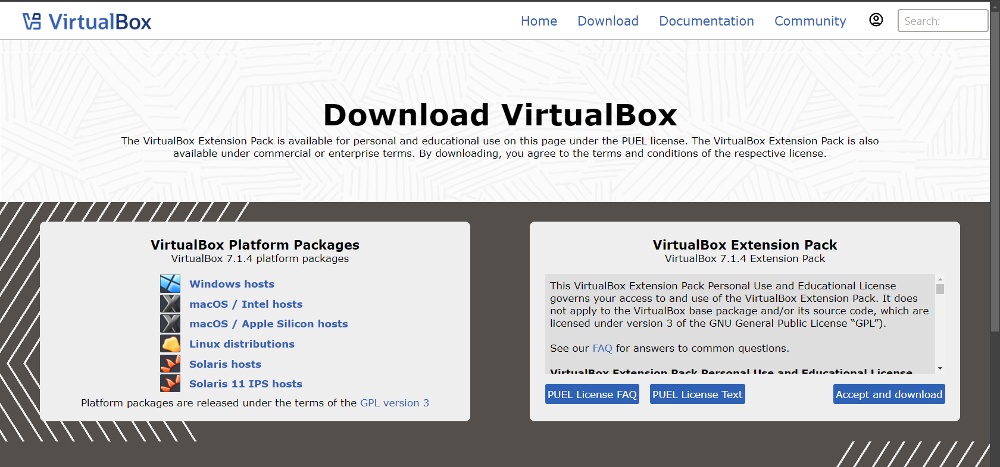 VirtualBox
Home
Download
Documentation
Community
Search:
Download VirtualBox
The VirtualBox Extension Pack is available for personal and educational use on this page under the PUEL license. The VirtualBox Extension Pack is also
available under commercial or enterprise terms. By downloading, you agree to the terms and conditions of the respective license.
VirtualBox Platform Packages
VirtualBox 7.1.4 platform packages
Windows hosts
macOS / Intel hosts
macOS / Apple Silicon hosts
Linux distributions
Solaris hosts
Solaris 11 IPS hosts
Platform packages are released under the terms of the GPL version 3
VirtualBox Extension Pack
VirtualBox 7.1.4 Extension Pack
This VirtualBox Extension Pack Personal Use and Educational License
governs your access to and use of the VirtualBox Extension Pack. It does
not apply to the VirtualBox base package and/or its source code, which are
licensed under version 3 of the GNU General Public License “GPL”).
See our FAQ for answers to common questions.
VirtualBox Extension Pack Personal Use and Educational License
PUEL License FAQ
PUEL License Text
Accept and download